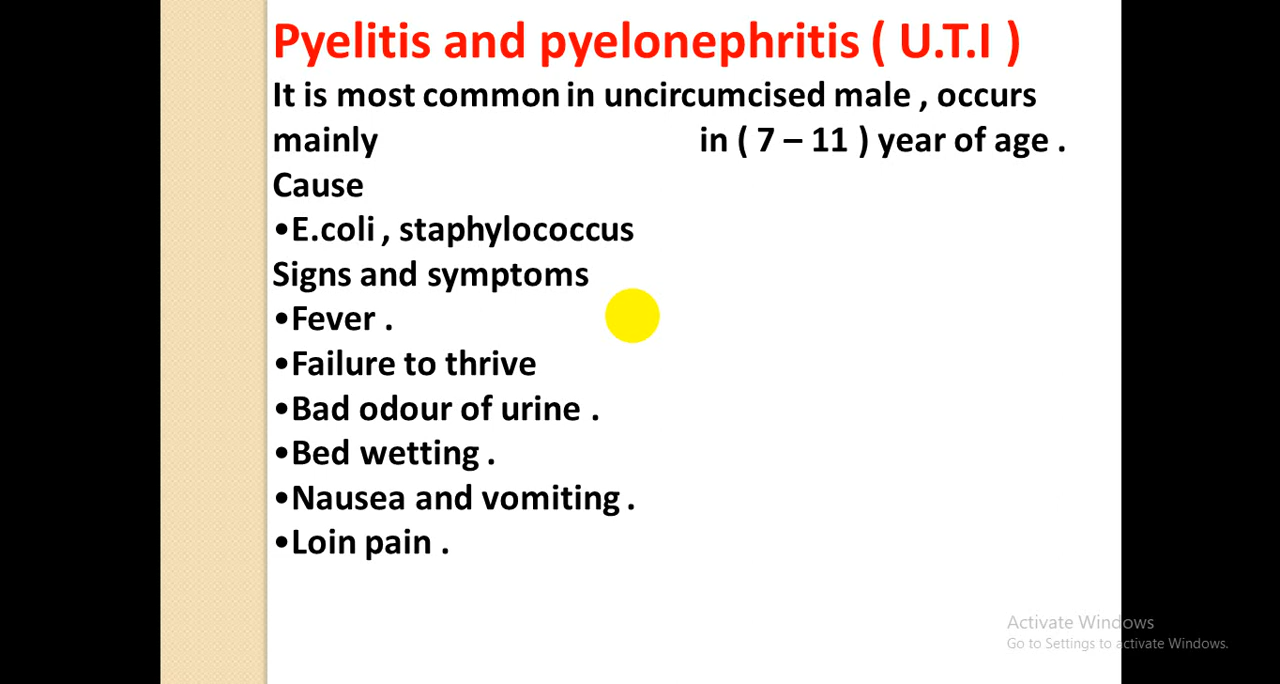 Pyelitis and pyelonephritis ( U.T.I )
It is most common in uncircumcised male , occurs
mainly in ( 7 – 11 ) year of age .
Cause
•E.coli , staphylococcus
Signs and symptoms
•Fever .
•Failure to thrive
•Bad odour of urine .
•Bed wetting .
•Nausea and vomiting .
•Loin pain .
Activate Windows
Go to Settings to activate Windows.